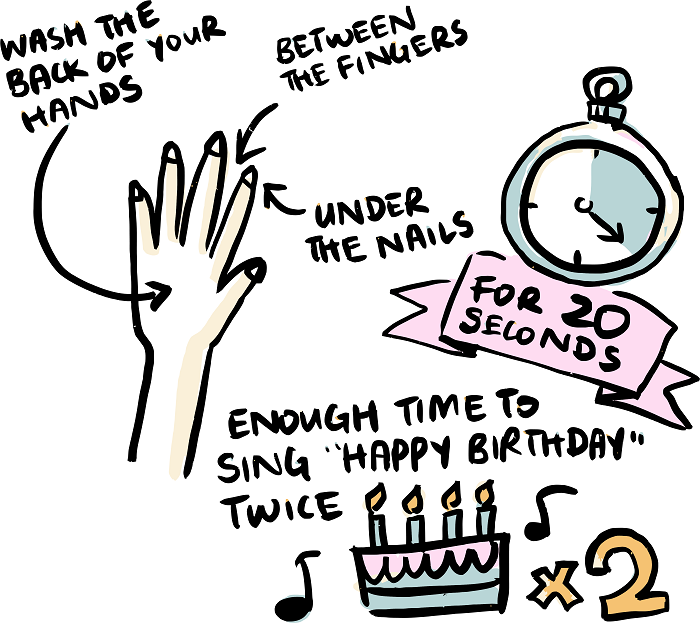 WASH THE
BACK OF YOUR
HANDS
BETWEEN
THE FINGERS
UNDER
THE NAILS
FOR 20
SECONDS
ENOUGH TIME TO
SING "HAPPY BIRTHDAY"
TWICE
x2